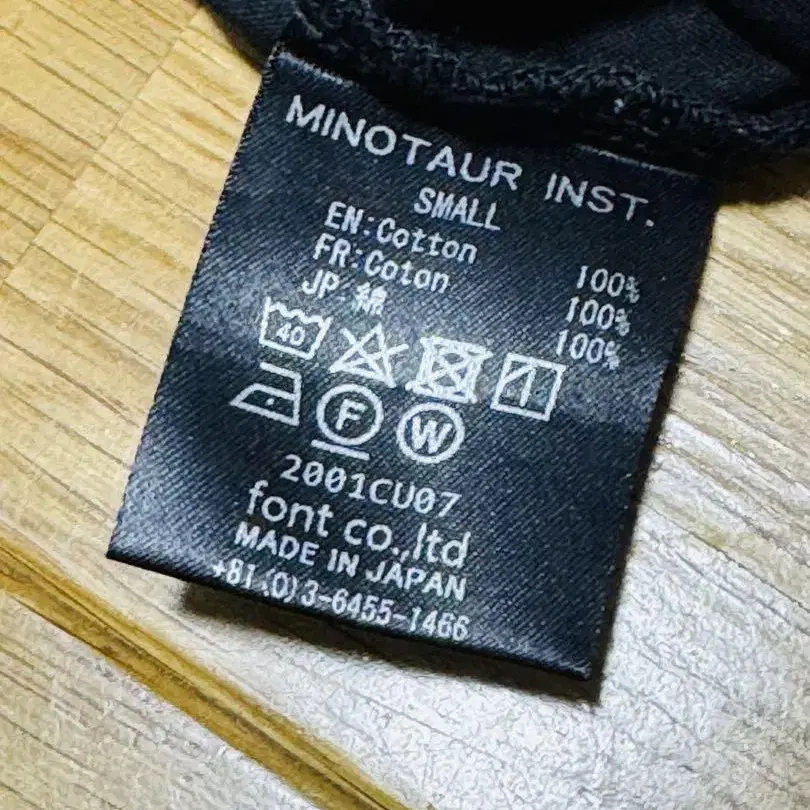 MINOTAUR INST.
SMALL
EN:Cotton 100%
FR:Coton 100%
JP:綿 100%
40
F W
2001CU07
font co.,ltd
MADE IN JAPAN
+81.(0)3-6455-1466